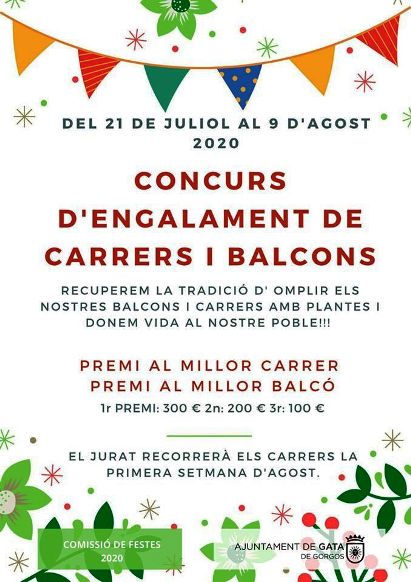 DEL 21 DE JULIOL AL 9 D'AGOST
2020
CONCURS
D'ENGALAMENT DE
CARRERS I BALCONS
RECUPEREM LA TRADICIÓ D' OMPLIR ELS
NOSTRES BALCONS I CARRERS AMB PLANTES I
DONEM VIDA AL NOSTRE POBLE!!!
PREMI AL MILLOR CARRER
PREMI AL MILLOR BALCÓ
1r PREMI: 300 € 2n: 200 € 3r: 100 €
EL JURAT RECORRERÀ ELS CARRERS LA
PRIMERA SETMANA D'AGOST.
COMISSIÓ DE FESTES
2020
AJUNTAMENT DE GATA
DE GORGOS